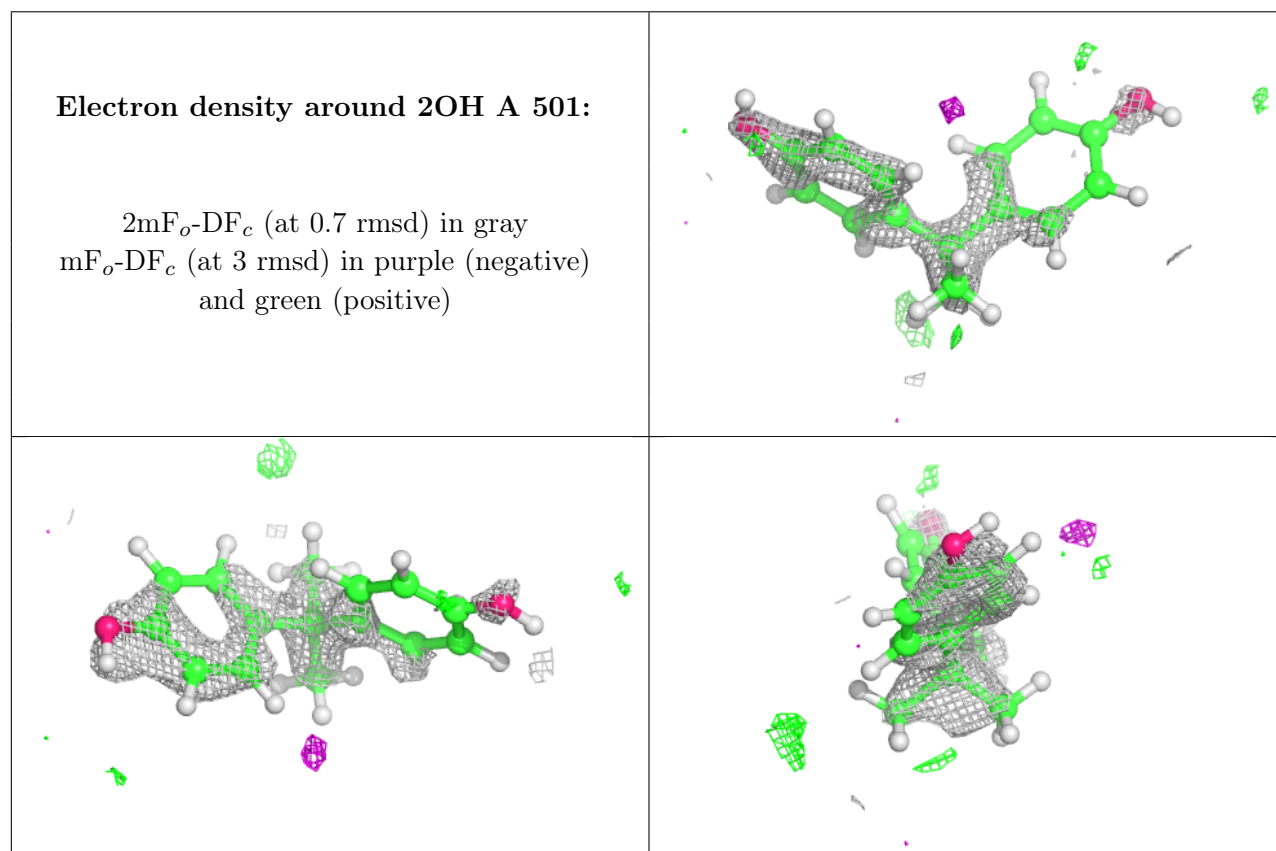 Electron density around 2OH A 501:
2mFo-DFc (at 0.7 rmsd) in gray
mFo-DFc (at 3 rmsd) in purple (negative)
and green (positive)